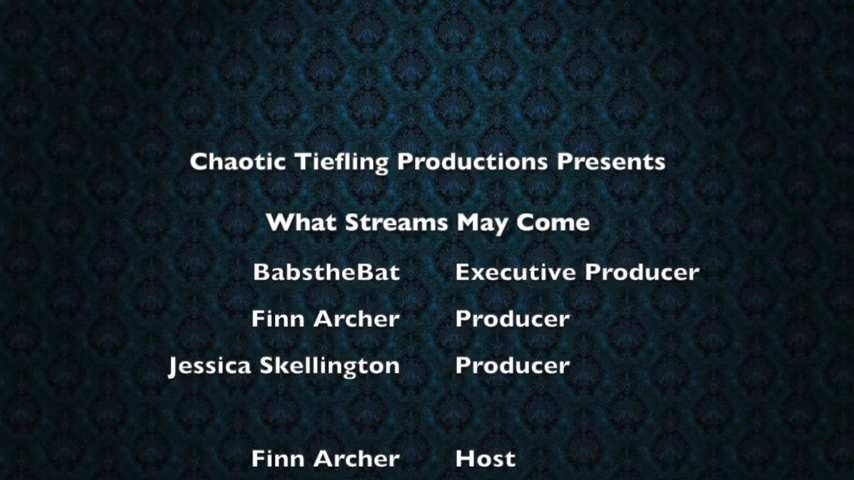 Chaotic Tiefling Productions Presents
What Streams May Come
BabstheBat Executive Producer
Finn Archer Producer
Jessica Skellington Producer
Finn Archer Host